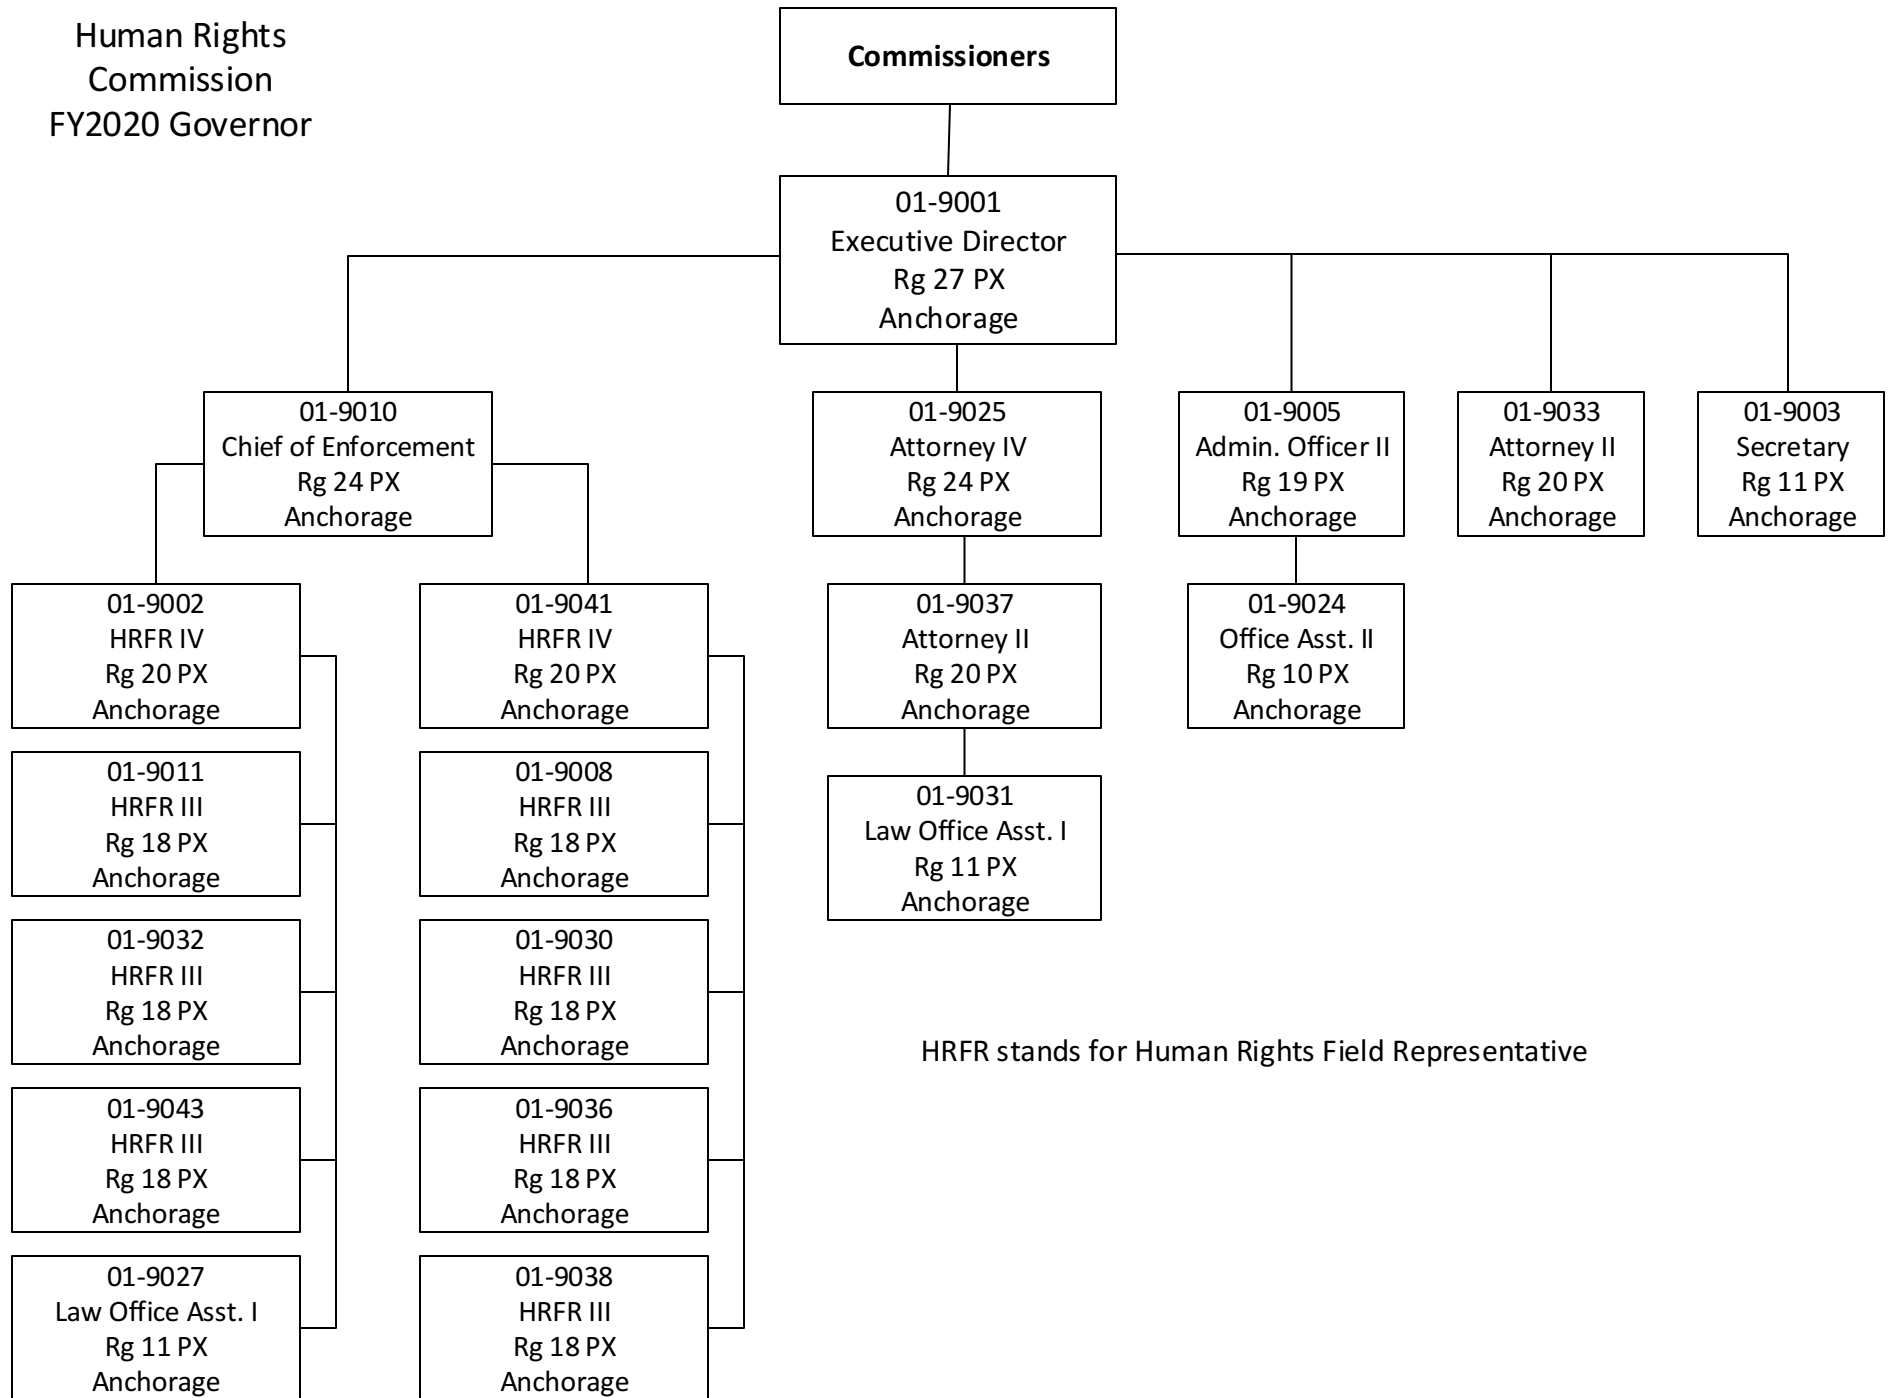 Human Rights
Commission
FY2020 Governor
Commissioners
01-9001
Executive Director
Rg 27 PX
Anchorage
01-9010
Chief of Enforcement
Rg 24 PX
Anchorage
01-9025
Attorney IV
Rg 24 PX
Anchorage
01-9005
Admin. Officer II
Rg 19 PX
Anchorage
01-9033
Attorney II
Rg 20 PX
Anchorage
01-9003
Secretary
Rg 11 PX
Anchorage
01-9002
HRFR IV
Rg 20 PX
Anchorage
01-9041
HRFR IV
Rg 20 PX
Anchorage
01-9037
Attorney II
Rg 20 PX
Anchorage
01-9024
Office Asst. II
Rg 10 PX
Anchorage
01-9011
HRFR III
Rg 18 PX
Anchorage
01-9008
HRFR III
Rg 18 PX
Anchorage
01-9031
Law Office Asst. I
Rg 11 PX
Anchorage
01-9032
HRFR III
Rg 18 PX
Anchorage
01-9030
HRFR III
Rg 18 PX
Anchorage
HRFR stands for Human Rights Field Representative
01-9043
HRFR III
Rg 18 PX
Anchorage
01-9036
HRFR III
Rg 18 PX
Anchorage
01-9027
Law Office Asst. I
Rg 11 PX
Anchorage
01-9038
HRFR III
Rg 18 PX
Anchorage